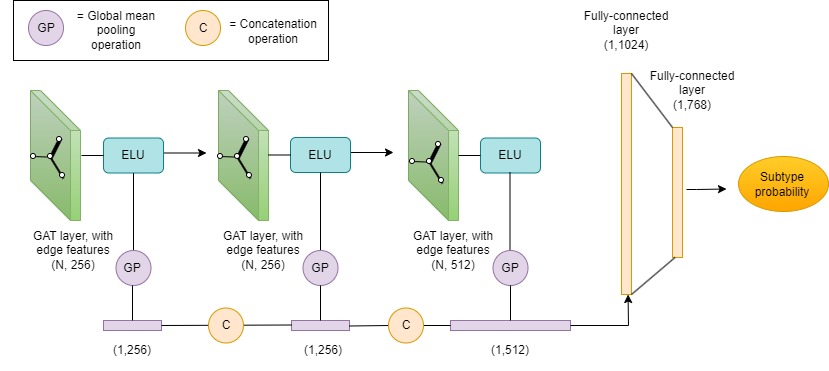 GP
= Global mean
pooling
operation
C
= Concatenation
operation
Fully-connected
layer
(1,1024)
Fully-connected
layer
(1,768)
ELU
ELU
ELU
Subtype
probability
GAT layer, with
edge features
(N, 256)
GAT layer, with
edge features
(N, 256)
GAT layer, with
edge features
(N, 512)
GP
GP
GP
C
C
(1,256)
(1,256)
(1,512)